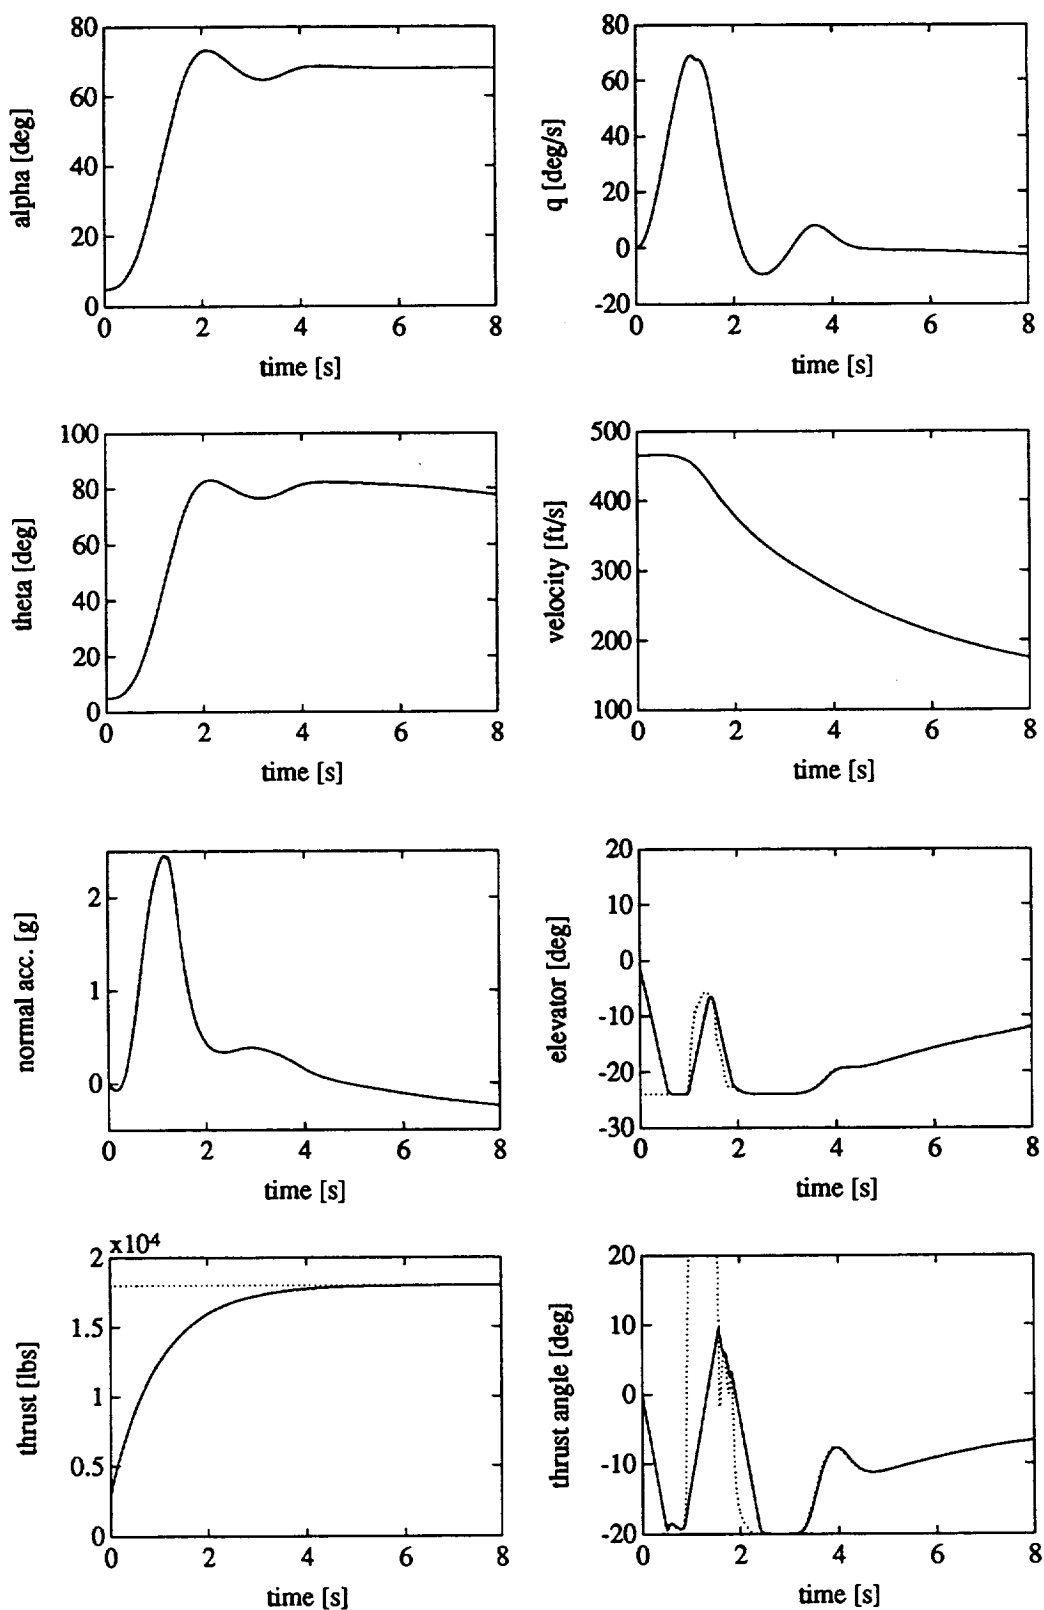 80
60
40
20
0
alpha [deg]
0 2 4 6 8
time [s]
80
60
40
20
0
-20
q [deg/s]
0 2 4 6 8
time [s]
100
80
60
40
20
0
theta [deg]
0 2 4 6 8
time [s]
500
400
300
200
100
velocity [ft/s]
0 2 4 6 8
time [s]
2
1
0
normal acc. [g]
0 2 4 6 8
time [s]
20
10
0
-10
-20
-30
elevator [deg]
0 2 4 6 8
time [s]
x10^4
2
1.5
1
0.5
0
thrust [lbs]
0 2 4 6 8
time [s]
20
10
0
-10
-20
thrust angle [deg]
0 2 4 6 8
time [s]